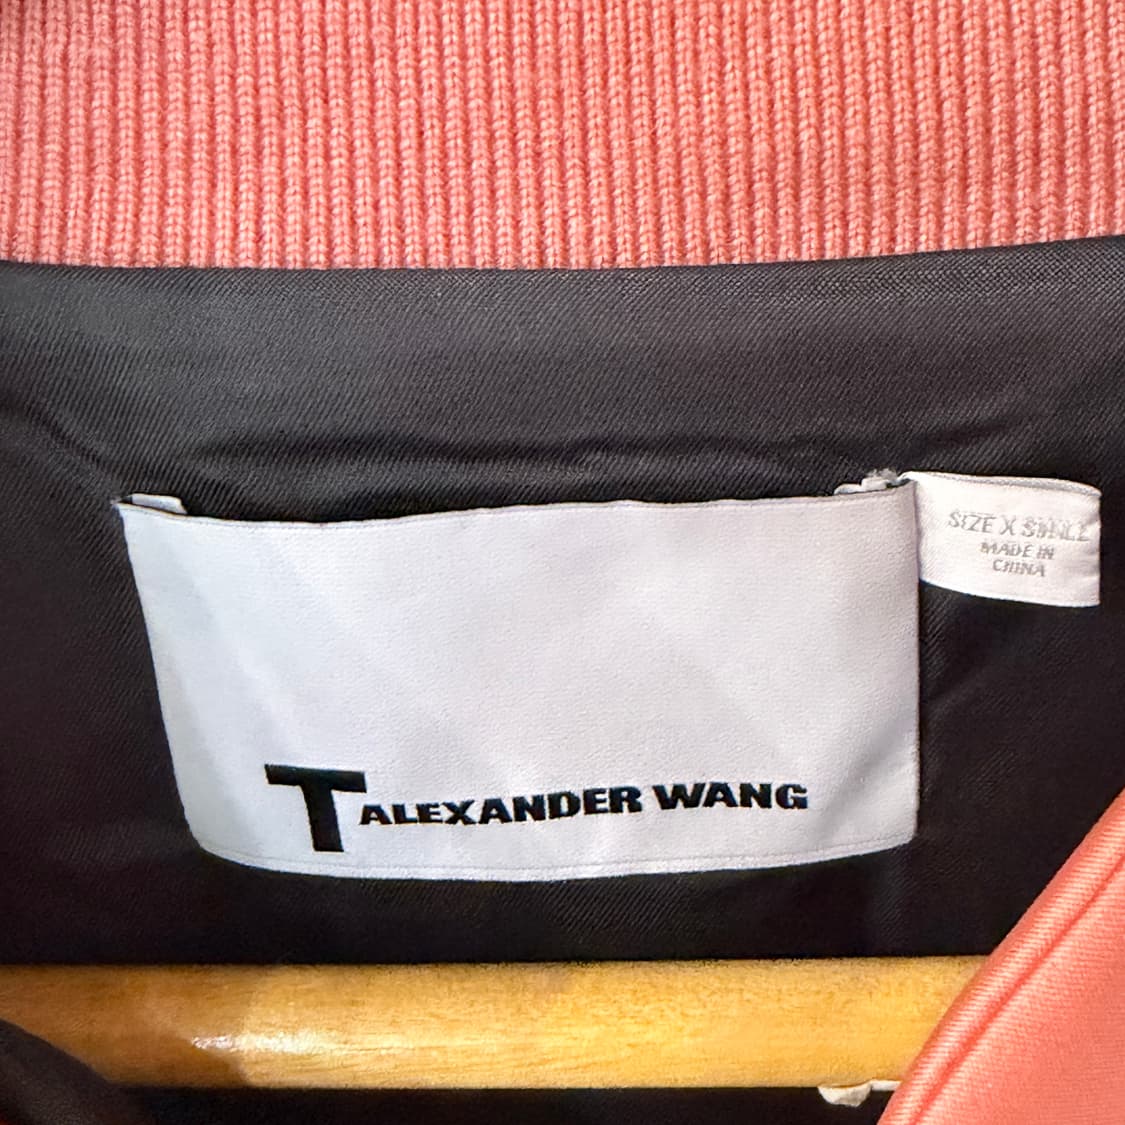 T ALEXANDER WANG
SIZE X SMALL
MADE IN
CHINA